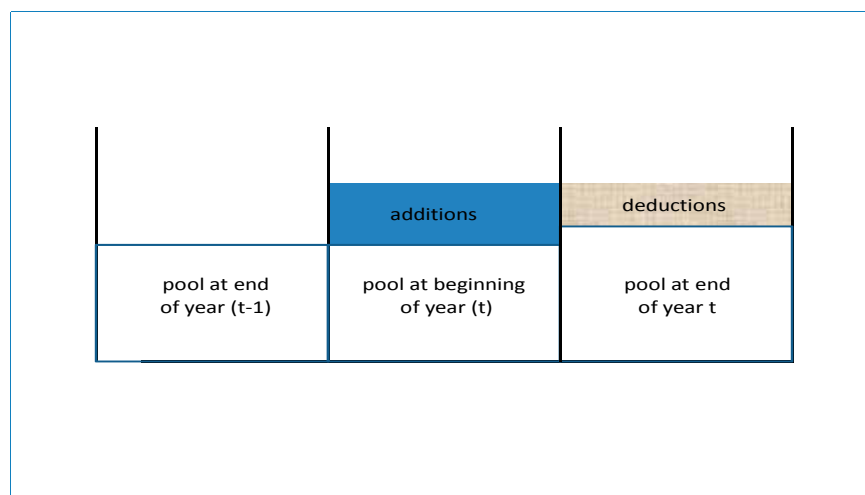 additions
deductions
pool at end
of year (t-1)
pool at beginning
of year (t)
pool at end
of year t